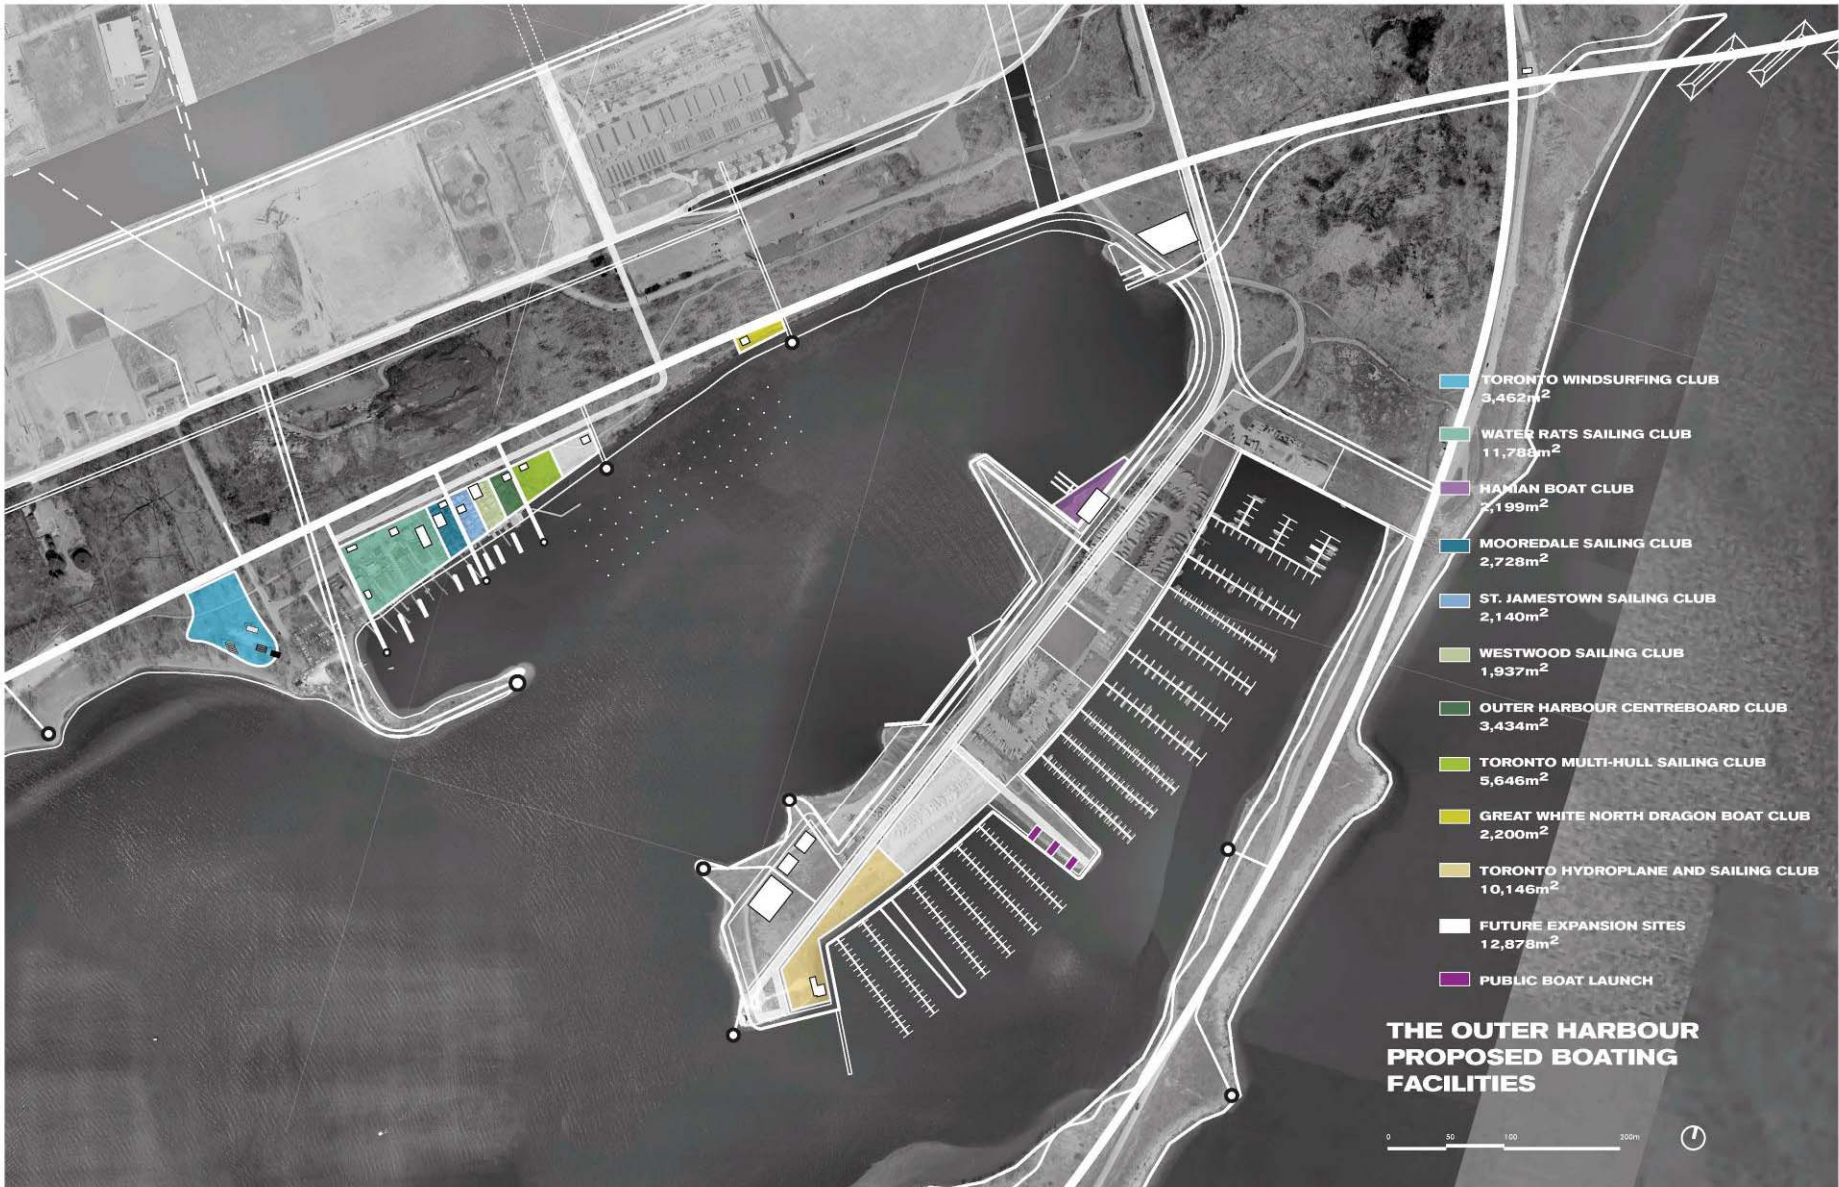 TORONTO WINDSURFING CLUB
3,462m²
WATER RATS SAILING CLUB
11,788m²
HANIAN BOAT CLUB
2,199m²
MOOREDALE SAILING CLUB
2,728m²
ST. JAMESTOWN SAILING CLUB
2,140m²
WESTWOOD SAILING CLUB
1,937m²
OUTER HARBOUR CENTREBOARD CLUB
3,434m²
TORONTO MULTI-HULL SAILING CLUB
5,646m²
GREAT WHITE NORTH DRAGON BOAT CLUB
2,200m²
TORONTO HYDROPLANE AND SAILING CLUB
10,146m²
FUTURE EXPANSION SITES
12,878m²
PUBLIC BOAT LAUNCH
THE OUTER HARBOUR
PROPOSED BOATING
FACILITIES
0 50 100 200m